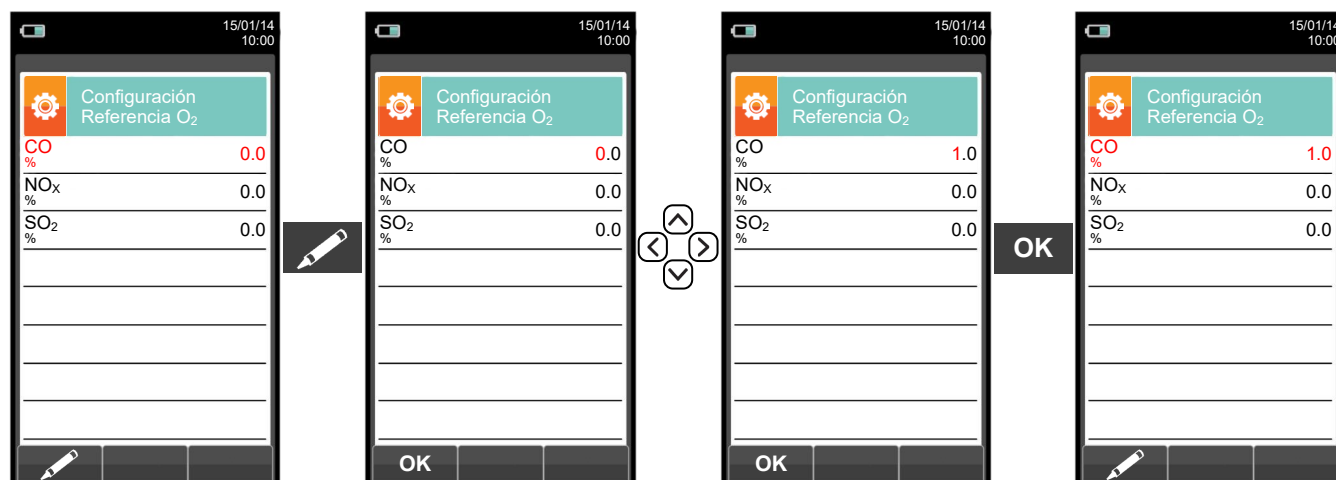 15/01/14
10:00
Configuración
Referencia O₂
CO 0.0
%
NOX 0.0
%
SO₂ 0.0
%
15/01/14
10:00
Configuración
Referencia O₂
CO 0.0
%
NOX 0.0
%
SO₂ 0.0
%
OK
15/01/14
10:00
Configuración
Referencia O₂
CO 1.0
%
NOX 0.0
%
SO₂ 0.0
%
OK
OK
15/01/14
10:00
Configuración
Referencia O₂
CO 1.0
%
NOX 0.0
%
SO₂ 0.0
%